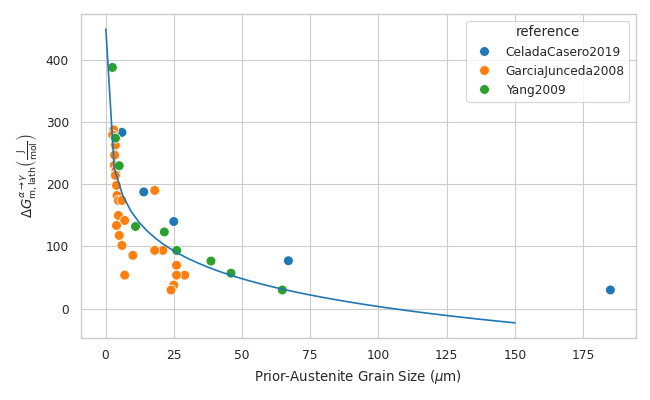 reference
CeladaCasero2019
GarciaJunceda2008
Yang2009
400
300
200
100
0
ΔG^{α→γ}_{m, lath} (J/mol)
0 25 50 75 100 125 150 175
Prior-Austenite Grain Size (μm)